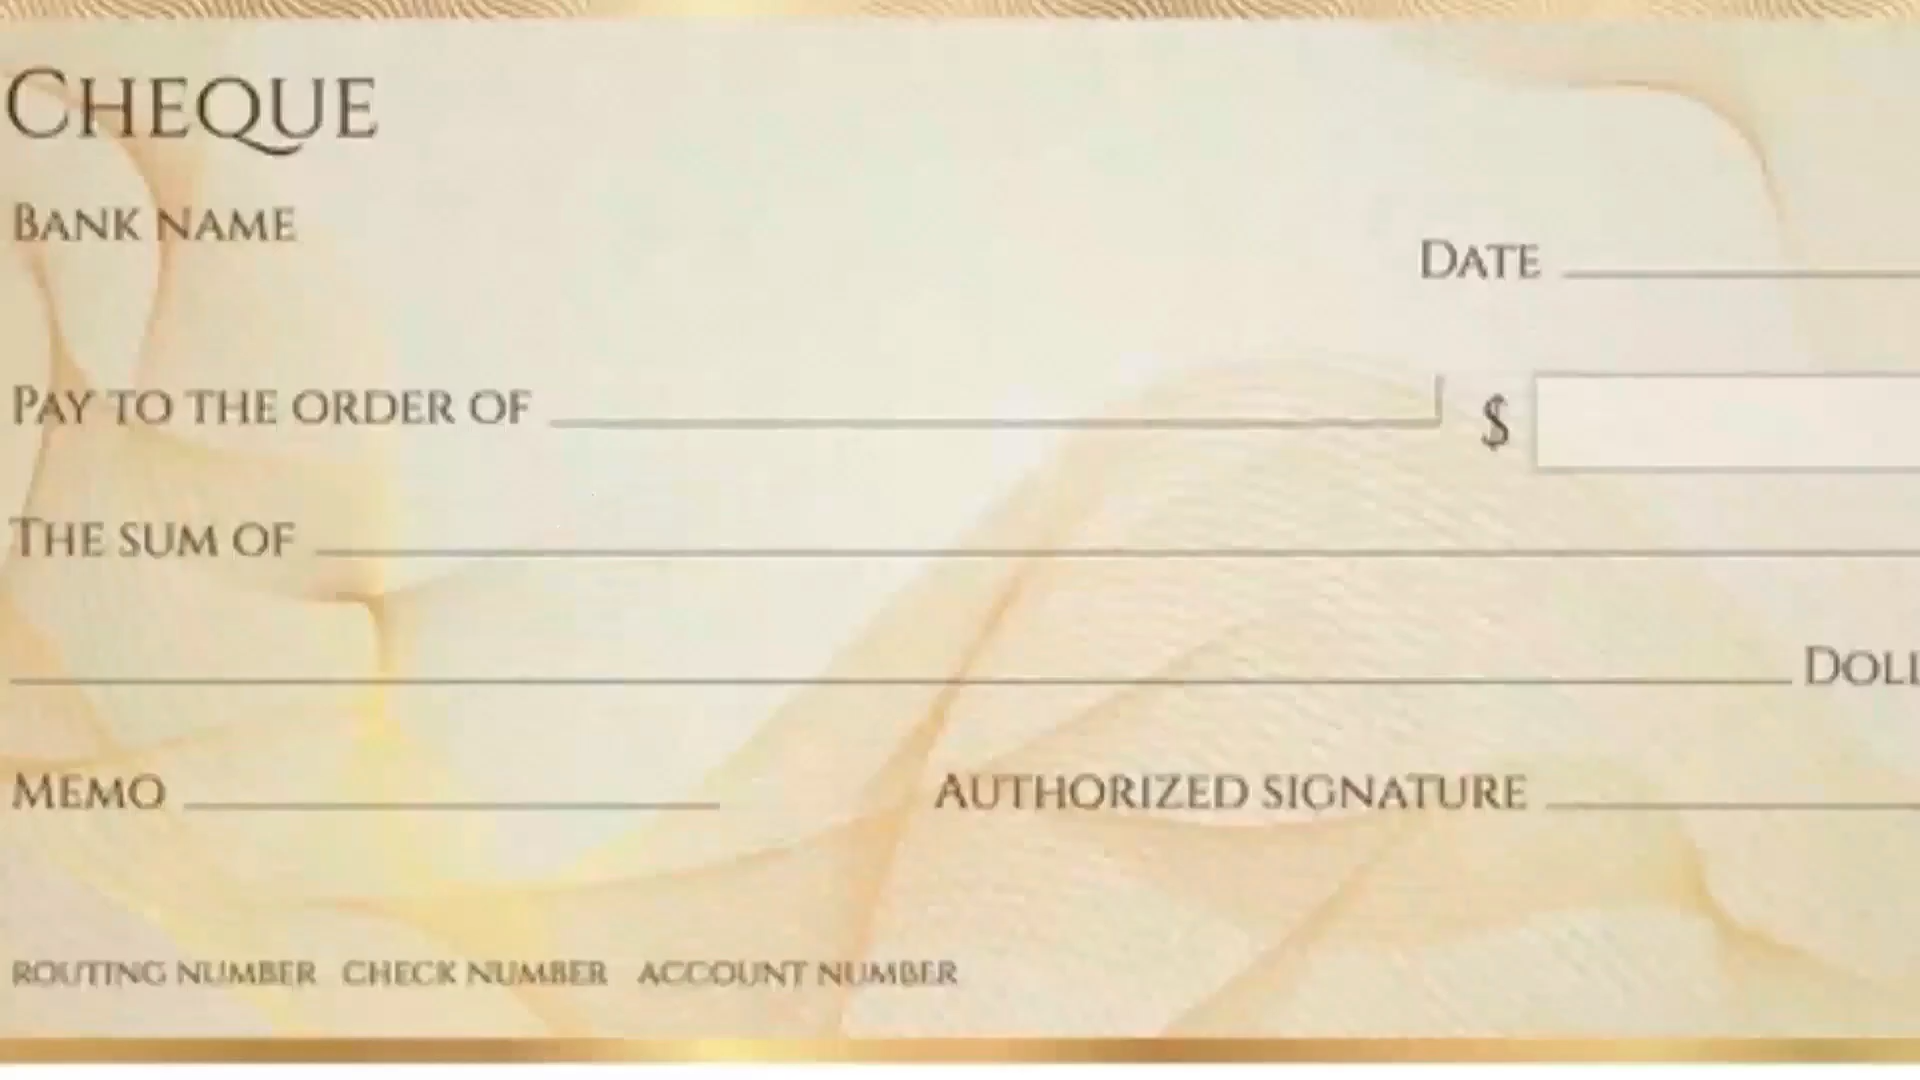 CHEQUE
BANK NAME
DATE
PAY TO THE ORDER OF
$
THE SUM OF
DOLL
MEMO
AUTHORIZED SIGNATURE
ROUTING NUMBER CHECK NUMBER ACCOUNT NUMBER